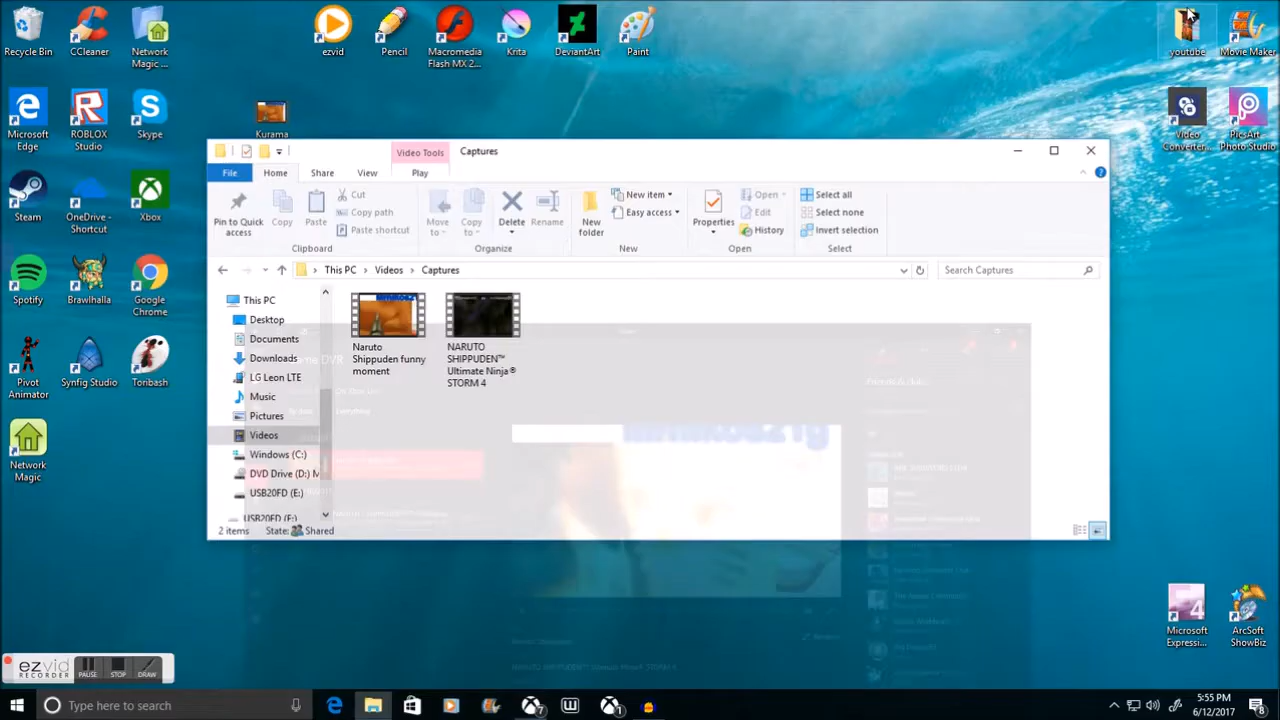 Recycle Bin
CCleaner
Network
Magic ...
ezvid
Pencil
Macromedia
Flash MX 2...
Krita
DeviantArt
Paint
youtube
Movie Maker
Microsoft
Edge
ROBLOX
Studio
Skype
Kurama
Video
Converter...
PicsArt
Photo Studio
Video Tools
Captures
File
Home
Share
View
Play
Pin to Quick
access
Copy
Paste
Cut
Copy path
Paste shortcut
Clipboard
Move
to
Copy
to
Delete
Rename
Organize
New
folder
New item
Easy access
New
Properties
Open
Edit
History
Open
Select all
Select none
Invert selection
Select
Steam
OneDrive -
Shortcut
Xbox
This PC > Videos > Captures
Search Captures
Spotify
Brawlhalla
Google
Chrome
This PC
Desktop
Documents
Downloads
LG Leon LTE
Music
Pictures
Videos
Windows (C:)
DVD Drive (D:) M
USB20FD (E:)
USB20FD (F:)
Naruto
Shippuden funny
moment
NARUTO
SHIPPUDEN™
Ultimate Ninja®
STORM 4
2 items
State:
Shared
Pivot
Animator
Synfig Studio
Toribash
Network
Magic
Microsoft
Expressi...
ArcSoft
ShowBiz
ezvid
RECORDER
PAUSE
STOP
DRAW
Type here to search
5:55 PM
6/12/2017